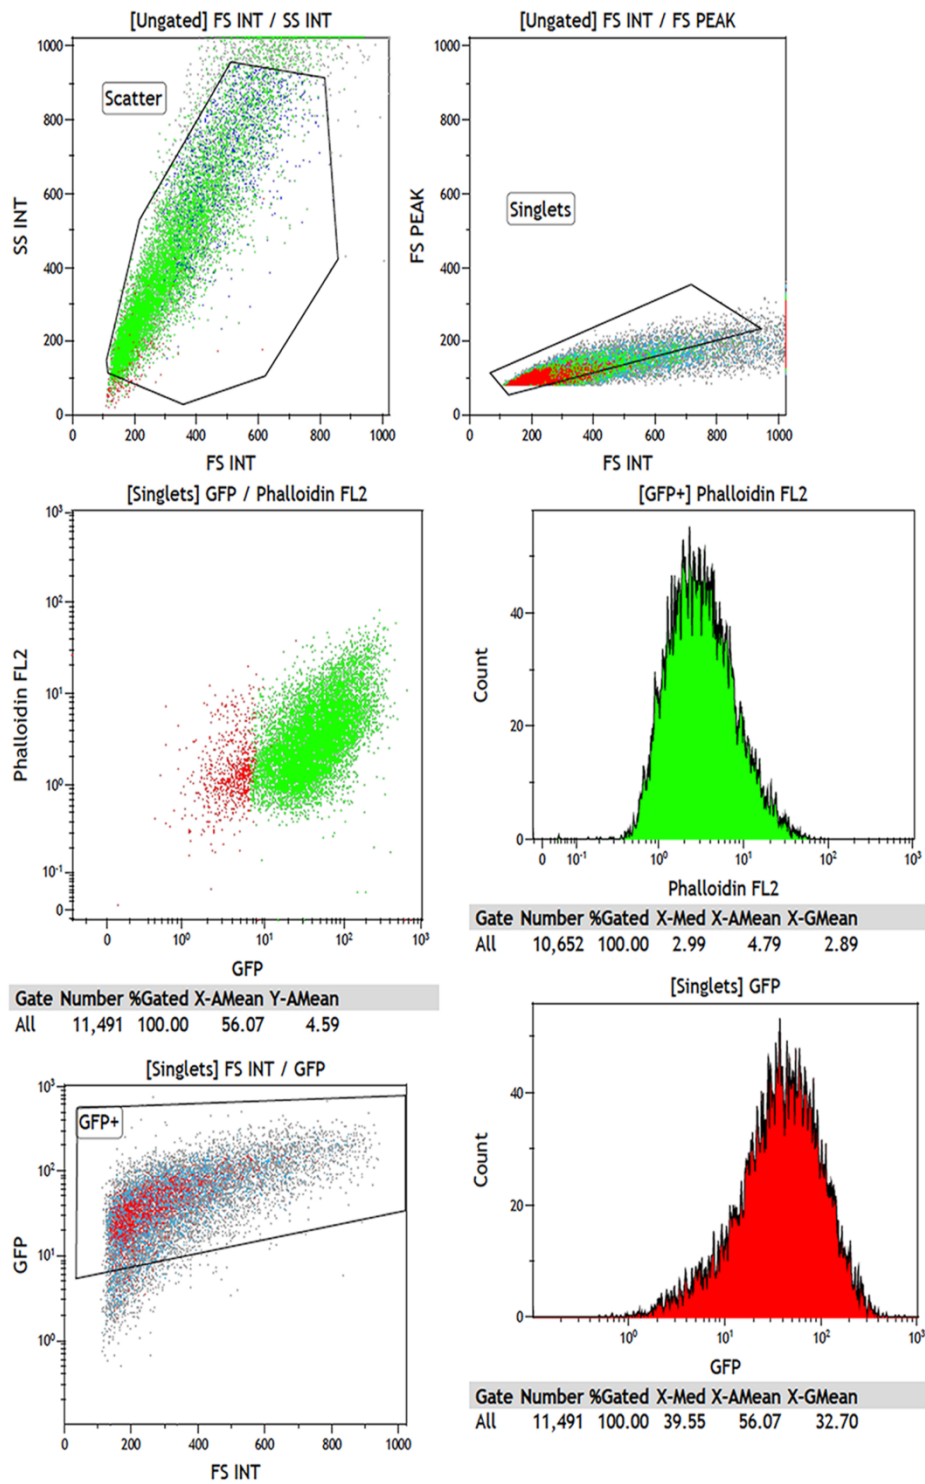 [Ungated] FS INT / SS INT
1000
800
600
400
200
0
SS INT
Scatter
0 200 400 600 800 1000
FS INT
[Ungated] FS INT / FS PEAK
1000
800
600
400
200
0
FS PEAK
Singlets
0 200 400 600 800 1000
FS INT
[Singlets] GFP / Phalloidin FL2
10³
10²
10¹
10⁰
10⁻¹
0
Phalloidin FL2
0 10⁰ 10¹ 10² 10³
GFP
Gate Number %Gated X-AMean Y-AMean
All 11,491 100.00 56.07 4.59
[GFP+] Phalloidin FL2
40
20
0
Count
0 10⁻¹ 10⁰ 10¹ 10² 10³
Phalloidin FL2
Gate Number %Gated X-Med X-AMean X-GMean
All 10,652 100.00 2.99 4.79 2.89
[Singlets] FS INT / GFP
10³
10²
10¹
10⁰
GFP
GFP+
0 200 400 600 800 1000
FS INT
[Singlets] GFP
40
20
0
Count
10⁰ 10¹ 10² 10³
GFP
Gate Number %Gated X-Med X-AMean X-GMean
All 11,491 100.00 39.55 56.07 32.70